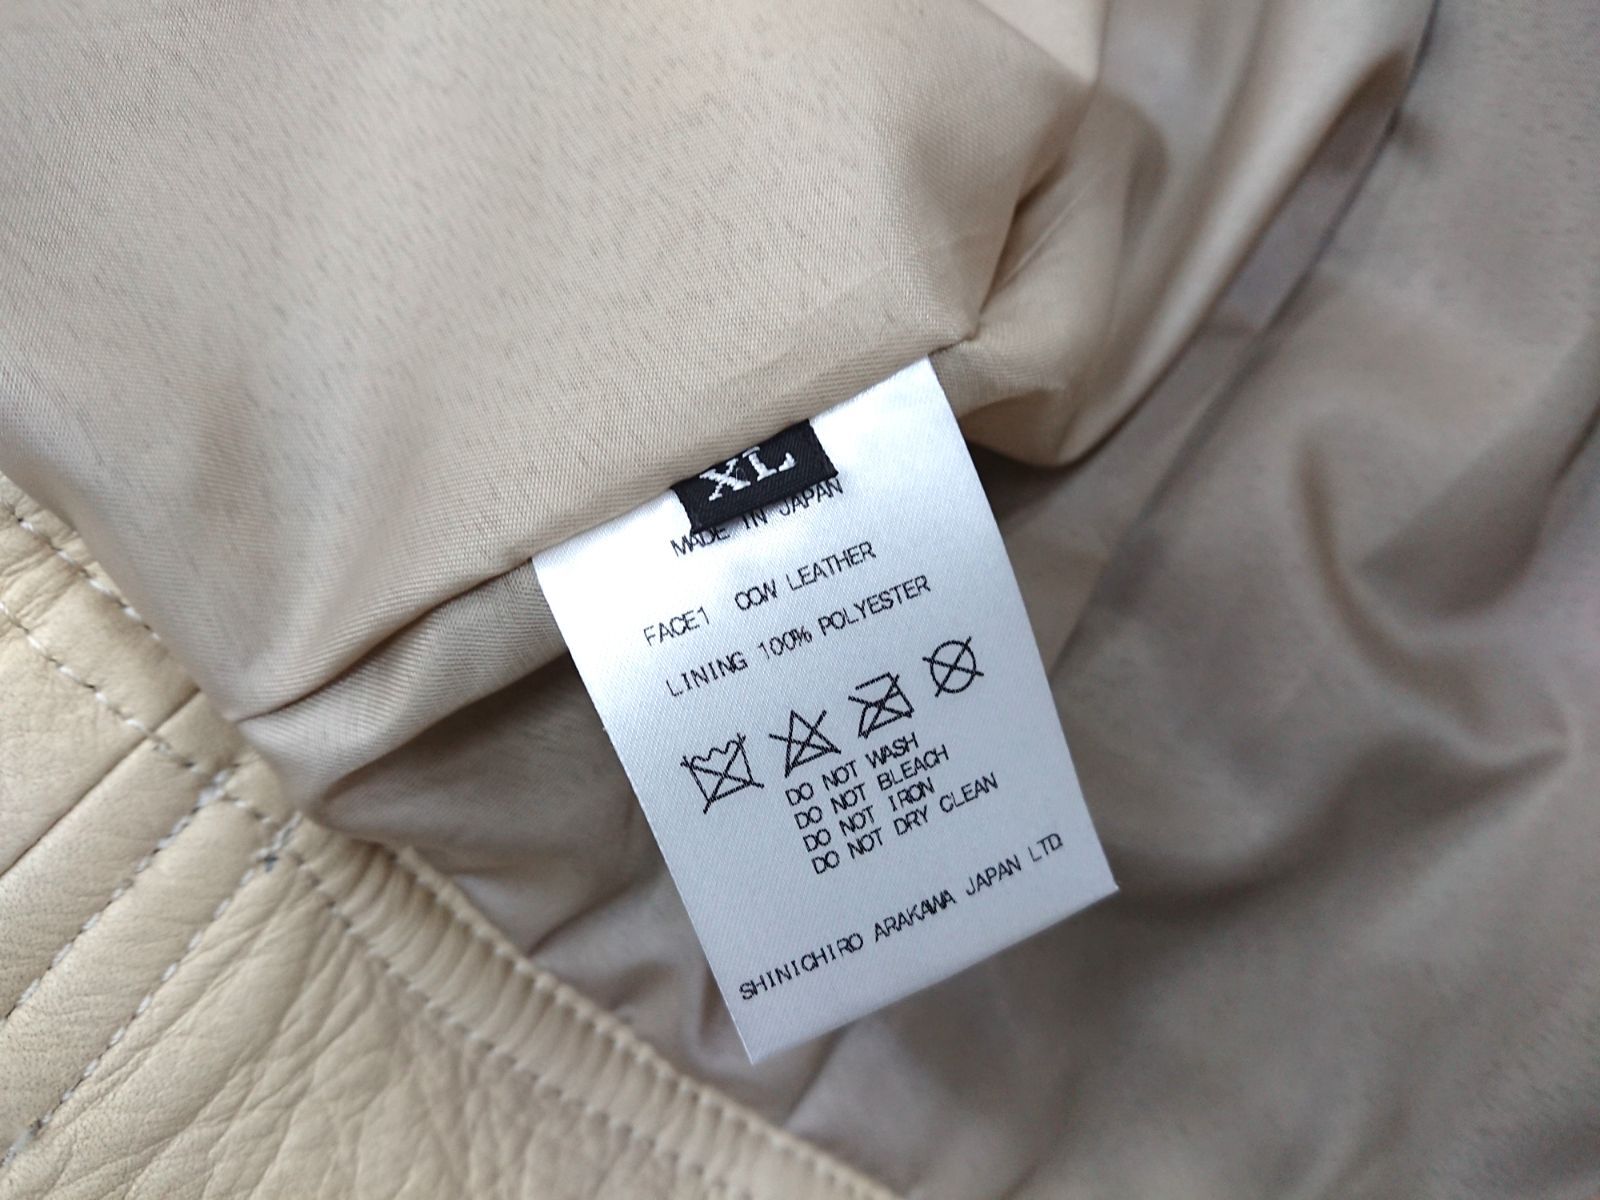 XL
MADE IN JAPAN
FACE1 COW LEATHER
LINING 100% POLYESTER
DO NOT WASH
DO NOT BLEACH
DO NOT IRON
DO NOT DRY CLEAN
SHINICHIRO ARAKAWA JAPAN LTD.